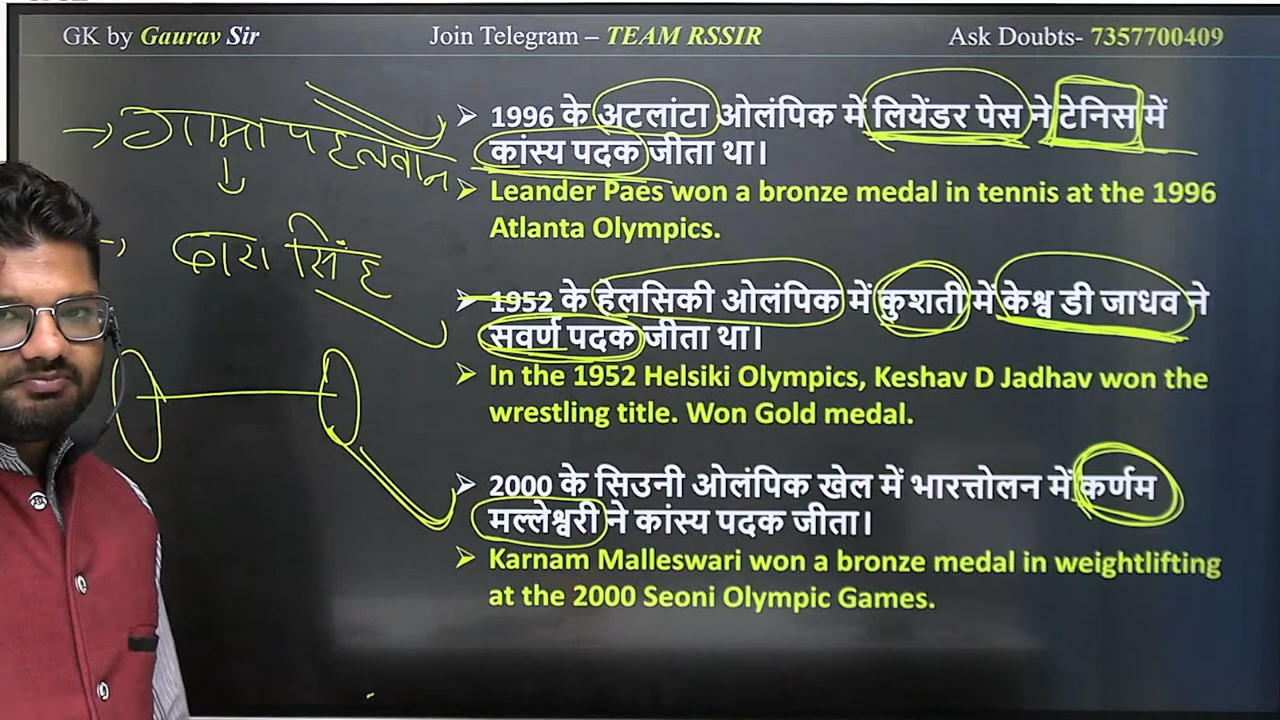 GK by Gaurav Sir
Join Telegram – TEAM RSSIR
Ask Doubts- 7357700409
→ गामा पहलवान
दारा सिंह
➢ 1996 के अटलांटा ओलंपिक में लियेंडर पेस ने टेनिस में
कांस्य पदक जीता था।
➢ Leander Paes won a bronze medal in tennis at the 1996
Atlanta Olympics.
➢ 1952 के हेलसिकी ओलंपिक में कुशती में केश्व डी जाधव ने
सवर्ण पदक जीता था।
➢ In the 1952 Helsiki Olympics, Keshav D Jadhav won the
wrestling title. Won Gold medal.
➢ 2000 के सिउनी ओलंपिक खेल में भारत्तोलन में कर्णम
मल्लेश्वरी ने कांस्य पदक जीता।
➢ Karnam Malleswari won a bronze medal in weightlifting
at the 2000 Seoni Olympic Games.